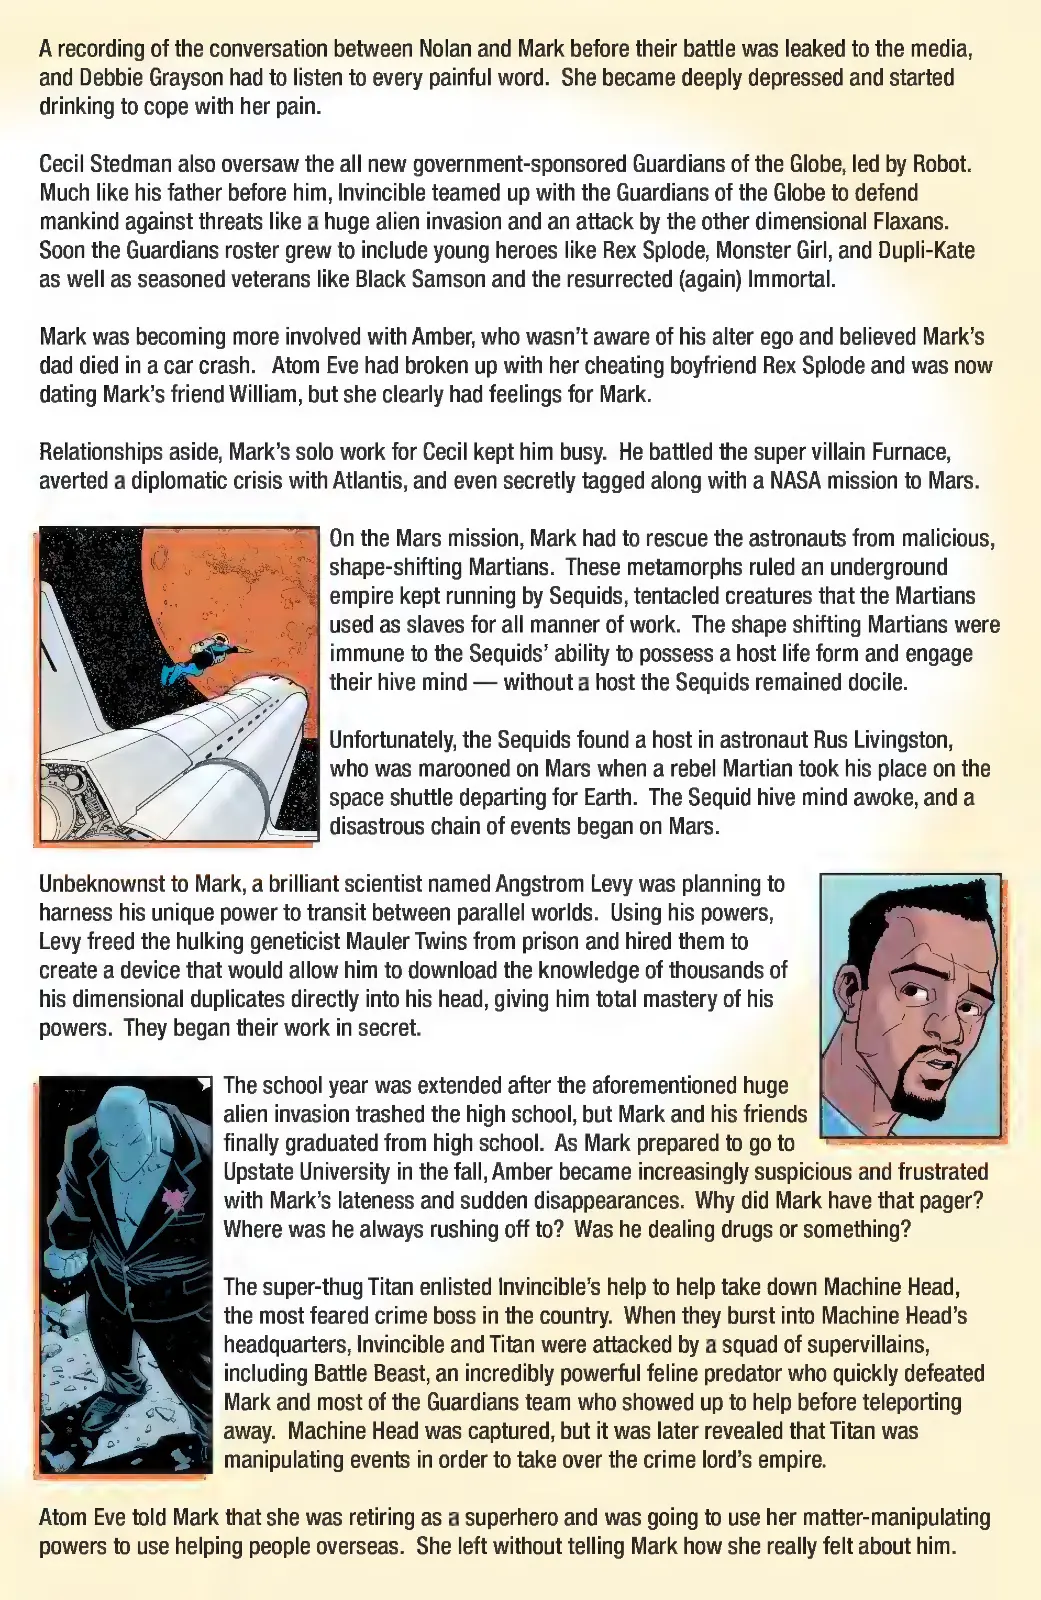 A recording of the conversation between Nolan and Mark before their battle was leaked to the media,
and Debbie Grayson had to listen to every painful word. She became deeply depressed and started
drinking to cope with her pain.
Cecil Stedman also oversaw the all new government-sponsored Guardians of the Globe, led by Robot.
Much like his father before him, Invincible teamed up with the Guardians of the Globe to defend
mankind against threats like a huge alien invasion and an attack by the other dimensional Flaxans.
Soon the Guardians roster grew to include young heroes like Rex Splode, Monster Girl, and Dupli-Kate
as well as seasoned veterans like Black Samson and the resurrected (again) Immortal.
Mark was becoming more involved with Amber, who wasn't aware of his alter ego and believed Mark's
dad died in a car crash. Atom Eve had broken up with her cheating boyfriend Rex Splode and was now
dating Mark's friend William, but she clearly had feelings for Mark.
Relationships aside, Mark's solo work for Cecil kept him busy. He battled the super villain Furnace,
averted a diplomatic crisis with Atlantis, and even secretly tagged along with a NASA mission to Mars.
On the Mars mission, Mark had to rescue the astronauts from malicious,
shape-shifting Martians. These metamorphs ruled an underground
empire kept running by Sequids, tentacled creatures that the Martians
used as slaves for all manner of work. The shape shifting Martians were
immune to the Sequids' ability to possess a host life form and engage
their hive mind — without a host the Sequids remained docile.
Unfortunately, the Sequids found a host in astronaut Rus Livingston,
who was marooned on Mars when a rebel Martian took his place on the
space shuttle departing for Earth. The Sequid hive mind awoke, and a
disastrous chain of events began on Mars.
Unbeknownst to Mark, a brilliant scientist named Angstrom Levy was planning to
harness his unique power to transit between parallel worlds. Using his powers,
Levy freed the hulking geneticist Mauler Twins from prison and hired them to
create a device that would allow him to download the knowledge of thousands of
his dimensional duplicates directly into his head, giving him total mastery of his
powers. They began their work in secret.
The school year was extended after the aforementioned huge
alien invasion trashed the high school, but Mark and his friends
finally graduated from high school. As Mark prepared to go to
Upstate University in the fall, Amber became increasingly suspicious and frustrated
with Mark's lateness and sudden disappearances. Why did Mark have that pager?
Where was he always rushing off to? Was he dealing drugs or something?
The super-thug Titan enlisted Invincible's help to help take down Machine Head,
the most feared crime boss in the country. When they burst into Machine Head's
headquarters, Invincible and Titan were attacked by a squad of supervillains,
including Battle Beast, an incredibly powerful feline predator who quickly defeated
Mark and most of the Guardians team who showed up to help before teleporting
away. Machine Head was captured, but it was later revealed that Titan was
manipulating events in order to take over the crime lord's empire.
Atom Eve told Mark that she was retiring as a superhero and was going to use her matter-manipulating
powers to use helping people overseas. She left without telling Mark how she really felt about him.